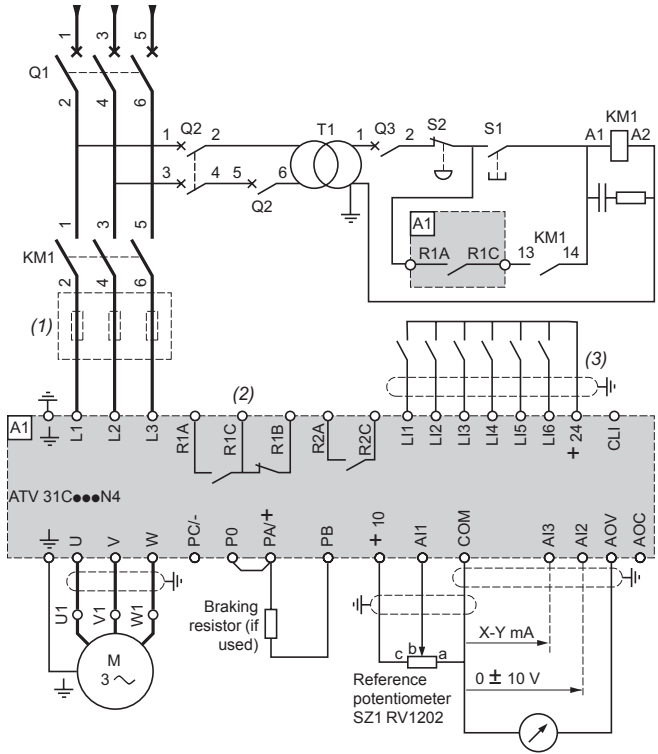 1 3 5
Q1
2 4 6
1 Q2 2 T1 1 Q3 2 S2 S1 KM1
A1 A2
3 4 5 6
Q2
A1
R1A R1C 13 KM1 14
1 3 5
KM1
2 4 6
(1)
(2)
(3)
A1
L1 L2 L3 R1A R1C R1B R2A R2C LI1 LI2 LI3 LI4 LI5 LI6 + 24 CLI
ATV 31C●●●N4
U V W PC/- P0 PA/+ PB + 10 AI1 COM AI3 AI2 AOV AOC
U1 V1 W1
M
3 ~
Braking
resistor (if
used)
c b a
Reference
potentiometer
SZ1 RV1202
X-Y mA
0 ± 10 V